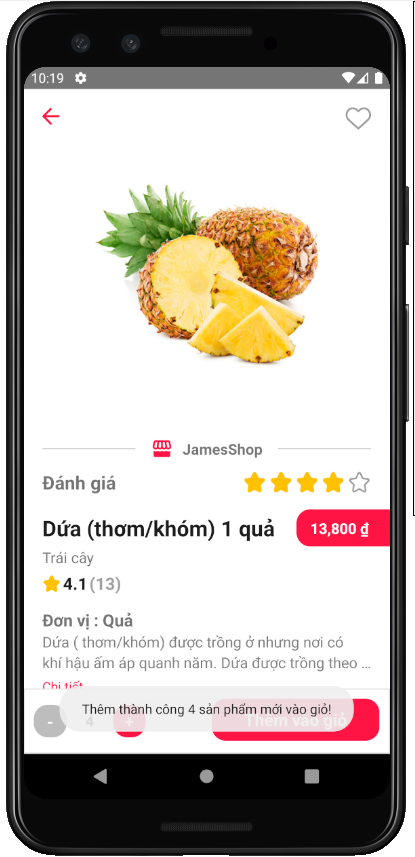 10:19
JamesShop
Đánh giá
Dứa (thơm/khóm) 1 quả
13,800 ₫
Trái cây
4.1 (13)
Đơn vị : Quả
Dứa ( thơm/khóm) được trồng ở nhưng nơi có
khí hậu ấm áp quanh năm. Dứa được trồng theo ...
Chi tiết
Thêm thành công 4 sản phẩm mới vào giỏ!
- 4 + Thêm vào giỏ